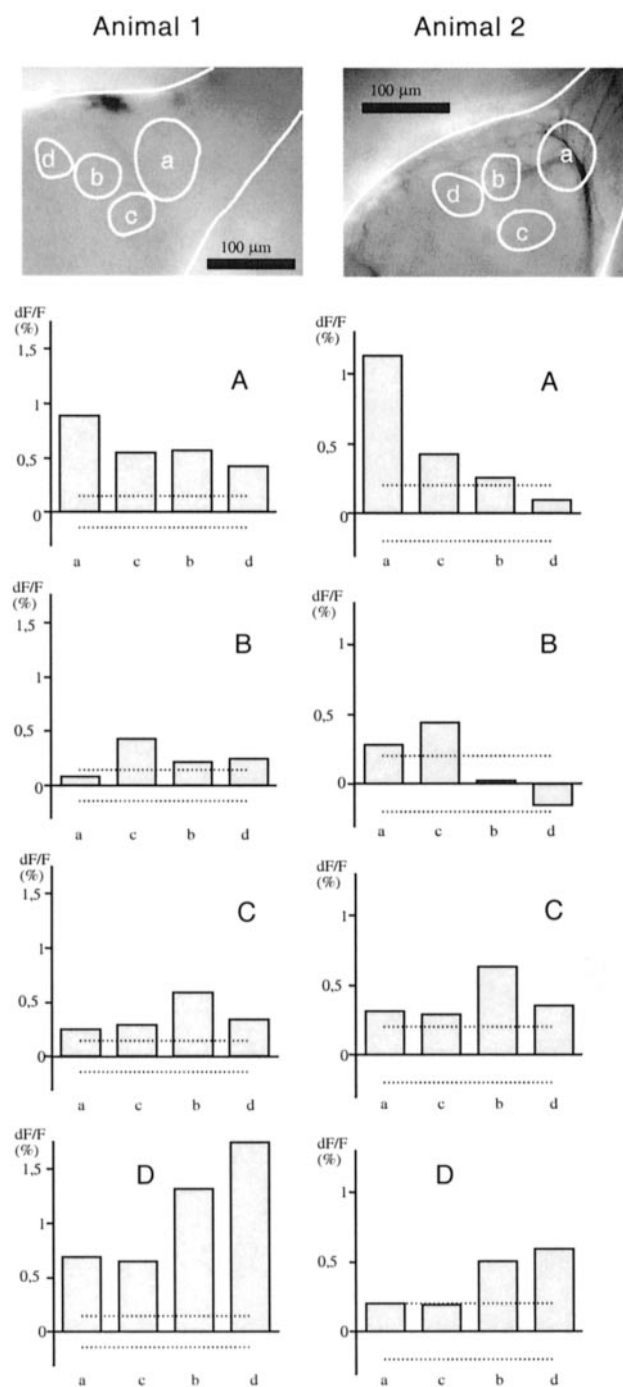 Animal 1
Animal 2
a
b
c
d
100 µm
100 µm
a
b
c
d
dF/F
(%)
1,5
1
0,5
0
A
a c b d
dF/F
(%)
1
0,5
0
A
a c b d
dF/F
(%)
1,5
1
0,5
0
B
a c b d
dF/F
(%)
1
0,5
0
B
a c b d
dF/F
(%)
1,5
1
0,5
0
C
a c b d
dF/F
(%)
1
0,5
0
C
a c b d
dF/F
(%)
1,5
1
0,5
0
D
a c b d
dF/F
(%)
1
0,5
0
D
a c b d